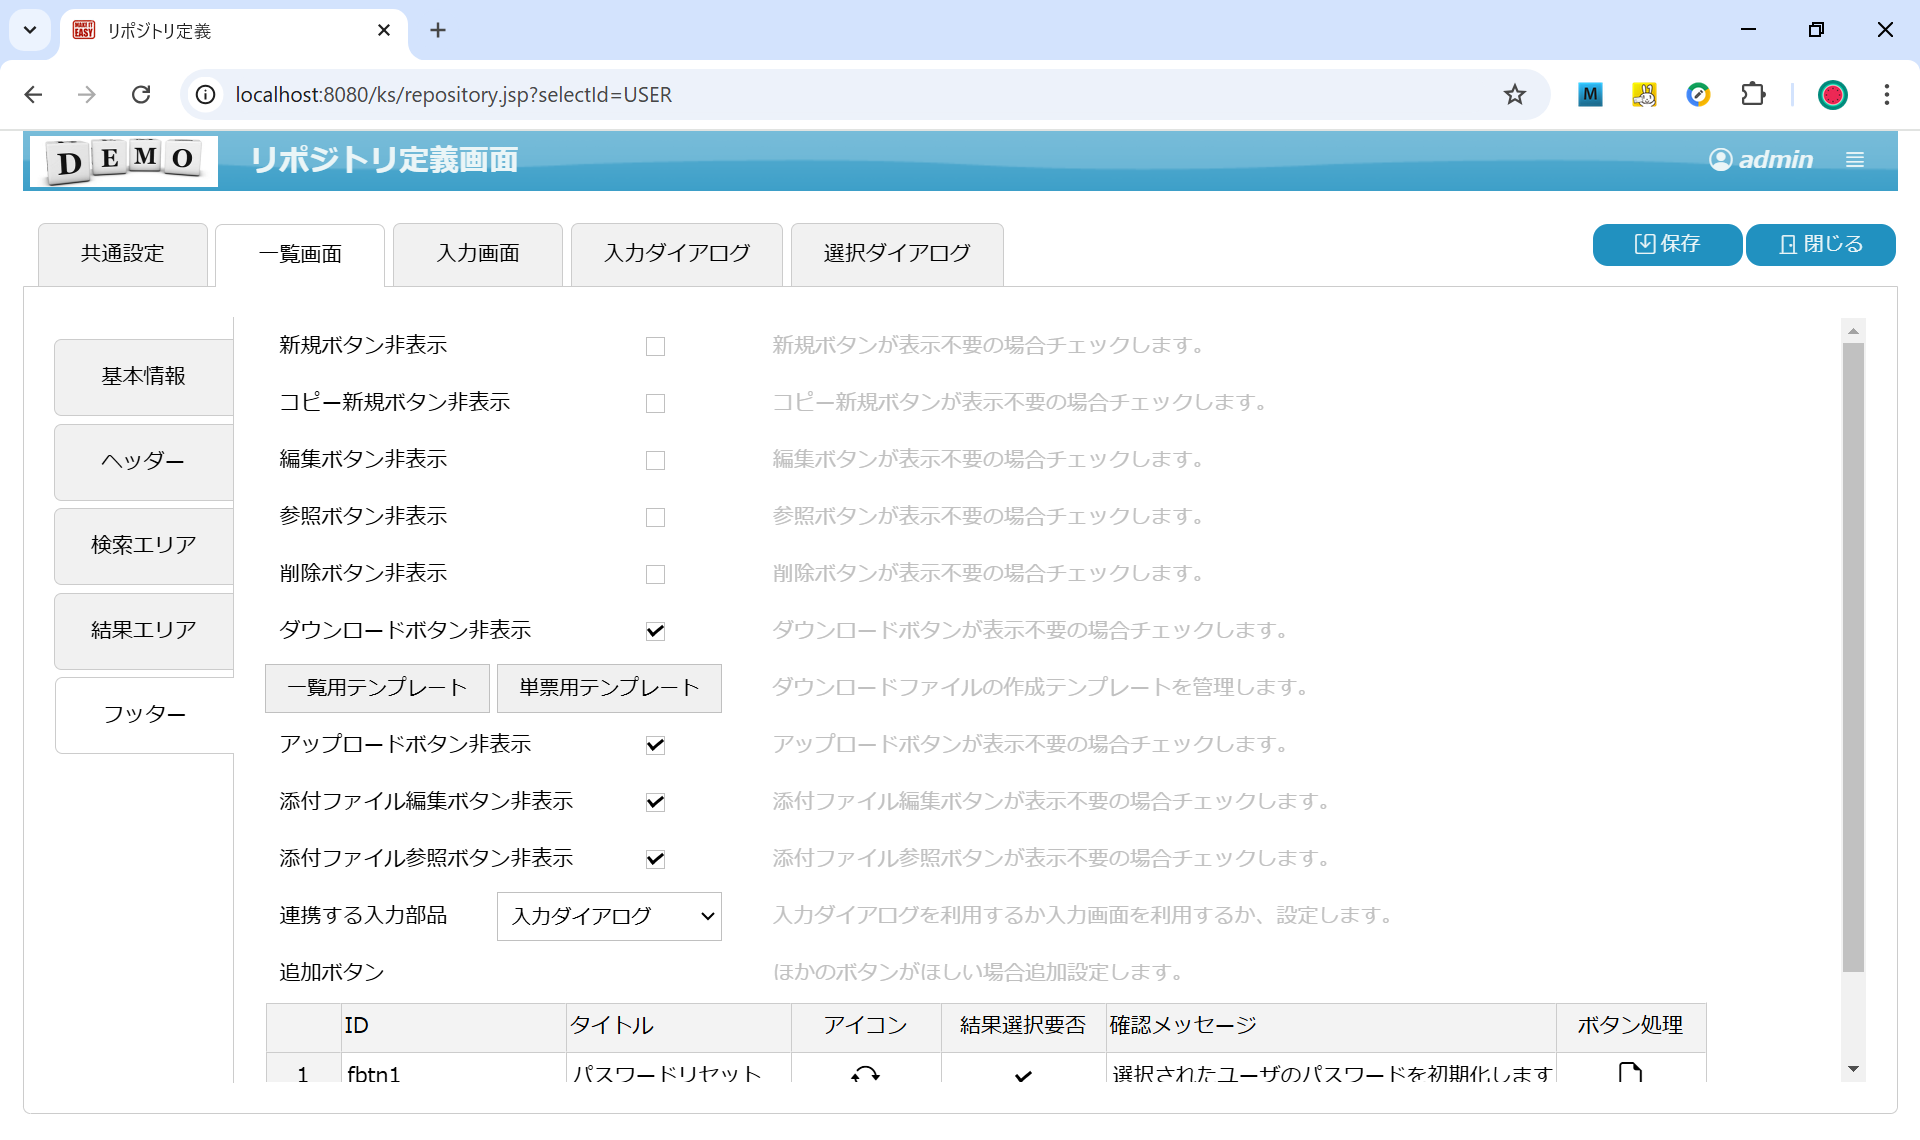 リポジトリ定義
localhost:8080/ks/repository.jsp?selectId=USER
DEMO
リポジトリ定義画面
admin
共通設定
一覧画面
入力画面
入力ダイアログ
選択ダイアログ
保存
閉じる
基本情報
ヘッダー
検索エリア
結果エリア
フッター
新規ボタン非表示
新規ボタンが表示不要の場合チェックします。
コピー新規ボタン非表示
コピー新規ボタンが表示不要の場合チェックします。
編集ボタン非表示
編集ボタンが表示不要の場合チェックします。
参照ボタン非表示
参照ボタンが表示不要の場合チェックします。
削除ボタン非表示
削除ボタンが表示不要の場合チェックします。
ダウンロードボタン非表示
ダウンロードボタンが表示不要の場合チェックします。
一覧用テンプレート
単票用テンプレート
ダウンロードファイルの作成テンプレートを管理します。
アップロードボタン非表示
アップロードボタンが表示不要の場合チェックします。
添付ファイル編集ボタン非表示
添付ファイル編集ボタンが表示不要の場合チェックします。
添付ファイル参照ボタン非表示
添付ファイル参照ボタンが表示不要の場合チェックします。
連携する入力部品
入力ダイアログ
入力ダイアログを利用するか入力画面を利用するか、設定します。
追加ボタン
ほかのボタンがほしい場合追加設定します。
ID
タイトル
アイコン
結果選択要否
確認メッセージ
ボタン処理
1
fbtn1
パスワードリセット
選択されたユーザのパスワードを初期化します
MAKE IT
EASY
M